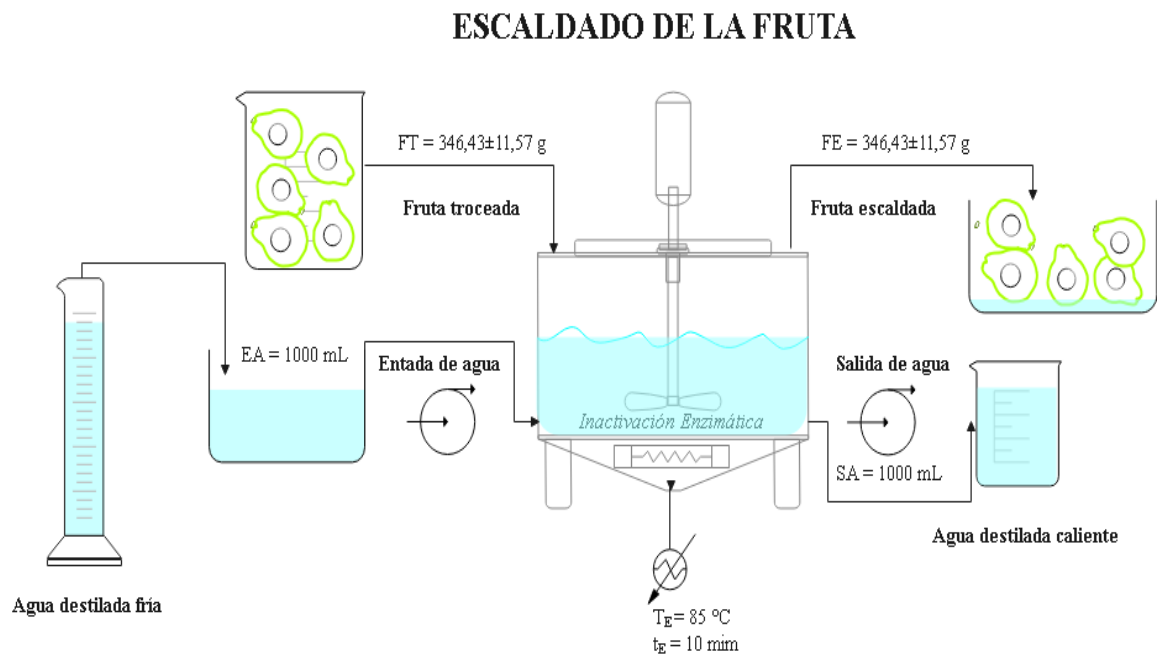 ESCALDADO DE LA FRUTA
FT = 346,43±11,57 g
Fruta troceada
FE = 346,43±11,57 g
Fruta escaldada
EA = 1000 mL
Entada de agua
Salida de agua
Inactivación Enzimática
SA = 1000 mL
Agua destilada caliente
Agua destilada fría
TE = 85 ºC
tE = 10 mim